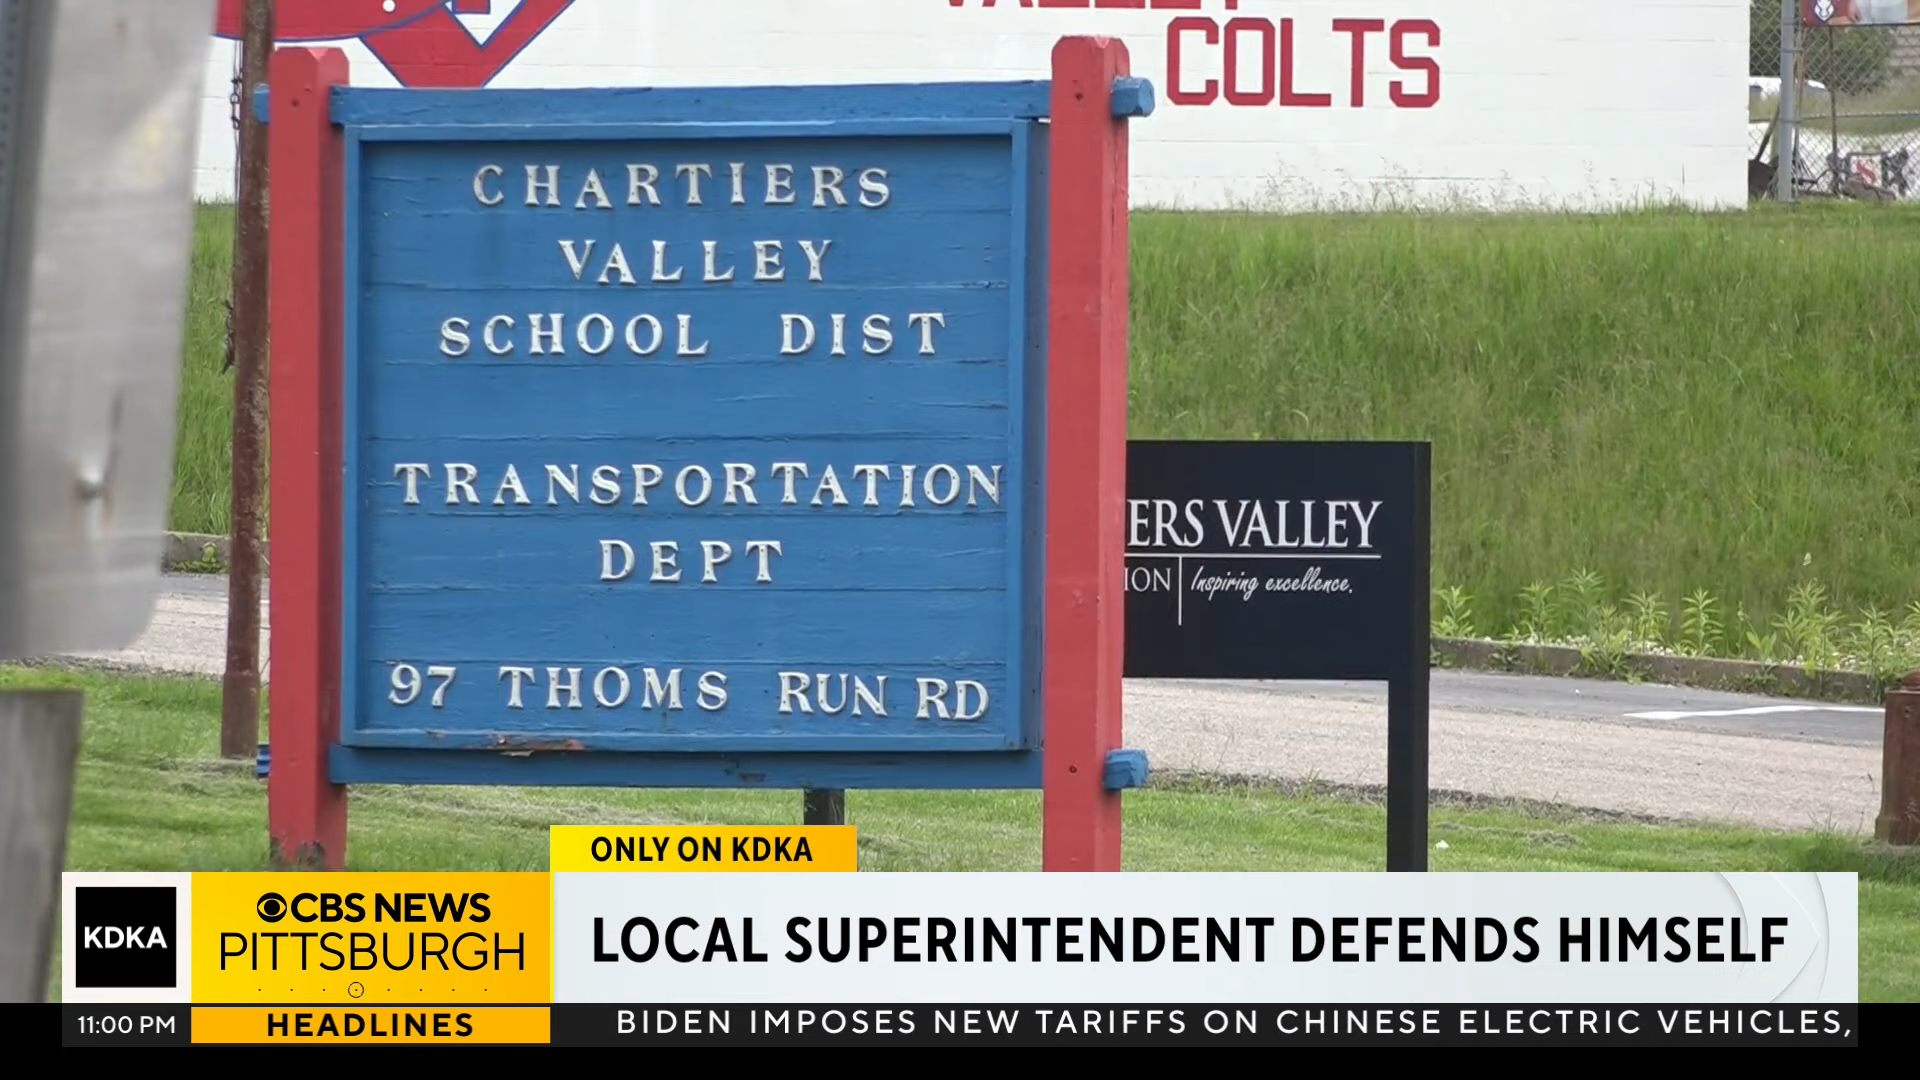 VALLEY
COLTS
CHARTIERS
VALLEY
SCHOOL DIST
TRANSPORTATION
DEPT
97 THOMS RUN RD
ERS VALLEY
ION | Inspiring excellence.
ONLY ON KDKA
KDKA
CBS NEWS
PITTSBURGH
LOCAL SUPERINTENDENT DEFENDS HIMSELF
11:00 PM
HEADLINES
BIDEN IMPOSES NEW TARIFFS ON CHINESE ELECTRIC VEHICLES,